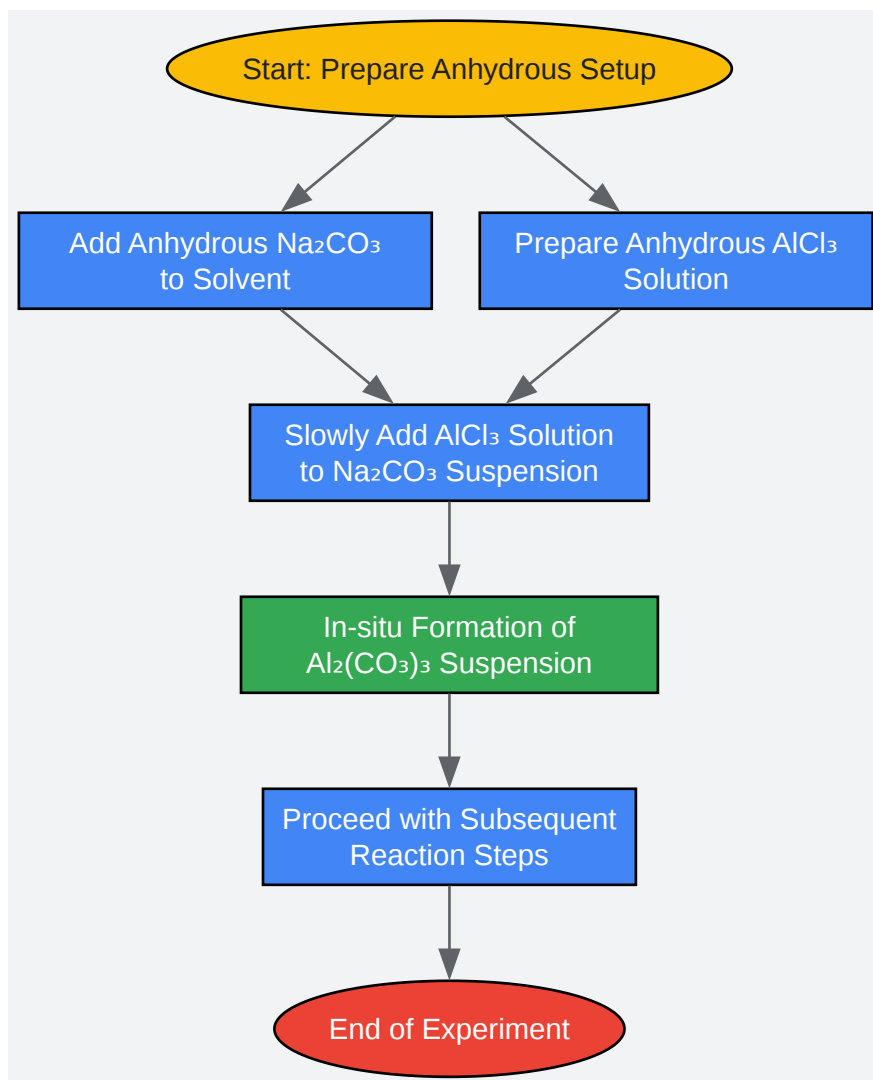 Start: Prepare Anhydrous Setup
Add Anhydrous Na₂CO₃
to Solvent
Prepare Anhydrous AlCl₃
Solution
Slowly Add AlCl₃ Solution
to Na₂CO₃ Suspension
In-situ Formation of
Al₂(CO₃)₃ Suspension
Proceed with Subsequent
Reaction Steps
End of Experiment